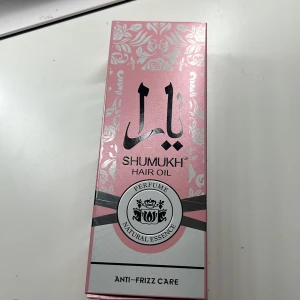 يارا
SHUMUKH
HAIR OIL
PERFUME
NATURAL ESSENCE
ANTI-FRIZZ CARE